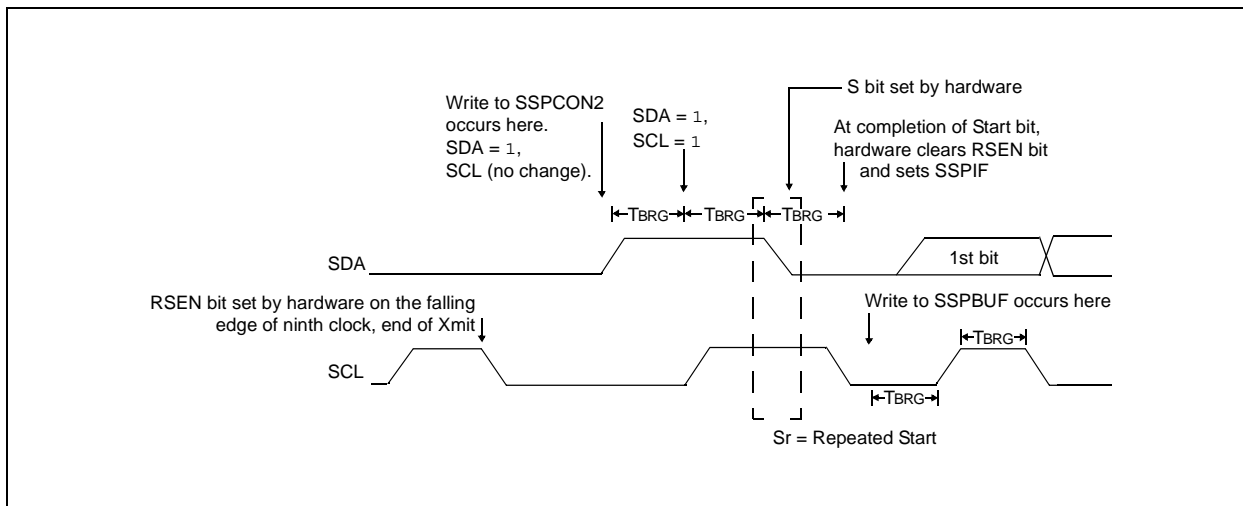 S bit set by hardware
Write to SSPCON2
occurs here.
SDA = 1,
SCL (no change).
SDA = 1,
SCL = 1
At completion of Start bit,
hardware clears RSEN bit
and sets SSPIF
TBRG
TBRG
TBRG
SDA
1st bit
RSEN bit set by hardware on the falling
edge of ninth clock, end of Xmit
Write to SSPBUF occurs here
TBRG
SCL
TBRG
Sr = Repeated Start